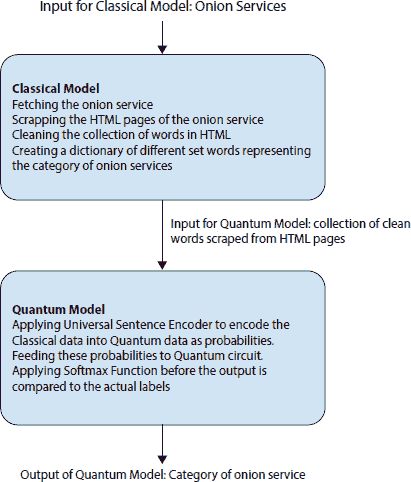 Input for Classical Model: Onion Services
Classical Model
Fetching the onion service
Scrapping the HTML pages of the onion service
Cleaning the collection of words in HTML
Creating a dictionary of different set words representing
the category of onion services
Input for Quantum Model: collection of clean
words scraped from HTML pages
Quantum Model
Applying Universal Sentence Encoder to encode the
Classical data into Quantum data as probabilities.
Feeding these probabilities to Quantum circuit.
Applying Softmax Function before the output is
compared to the actual labels
Output of Quantum Model: Category of onion service